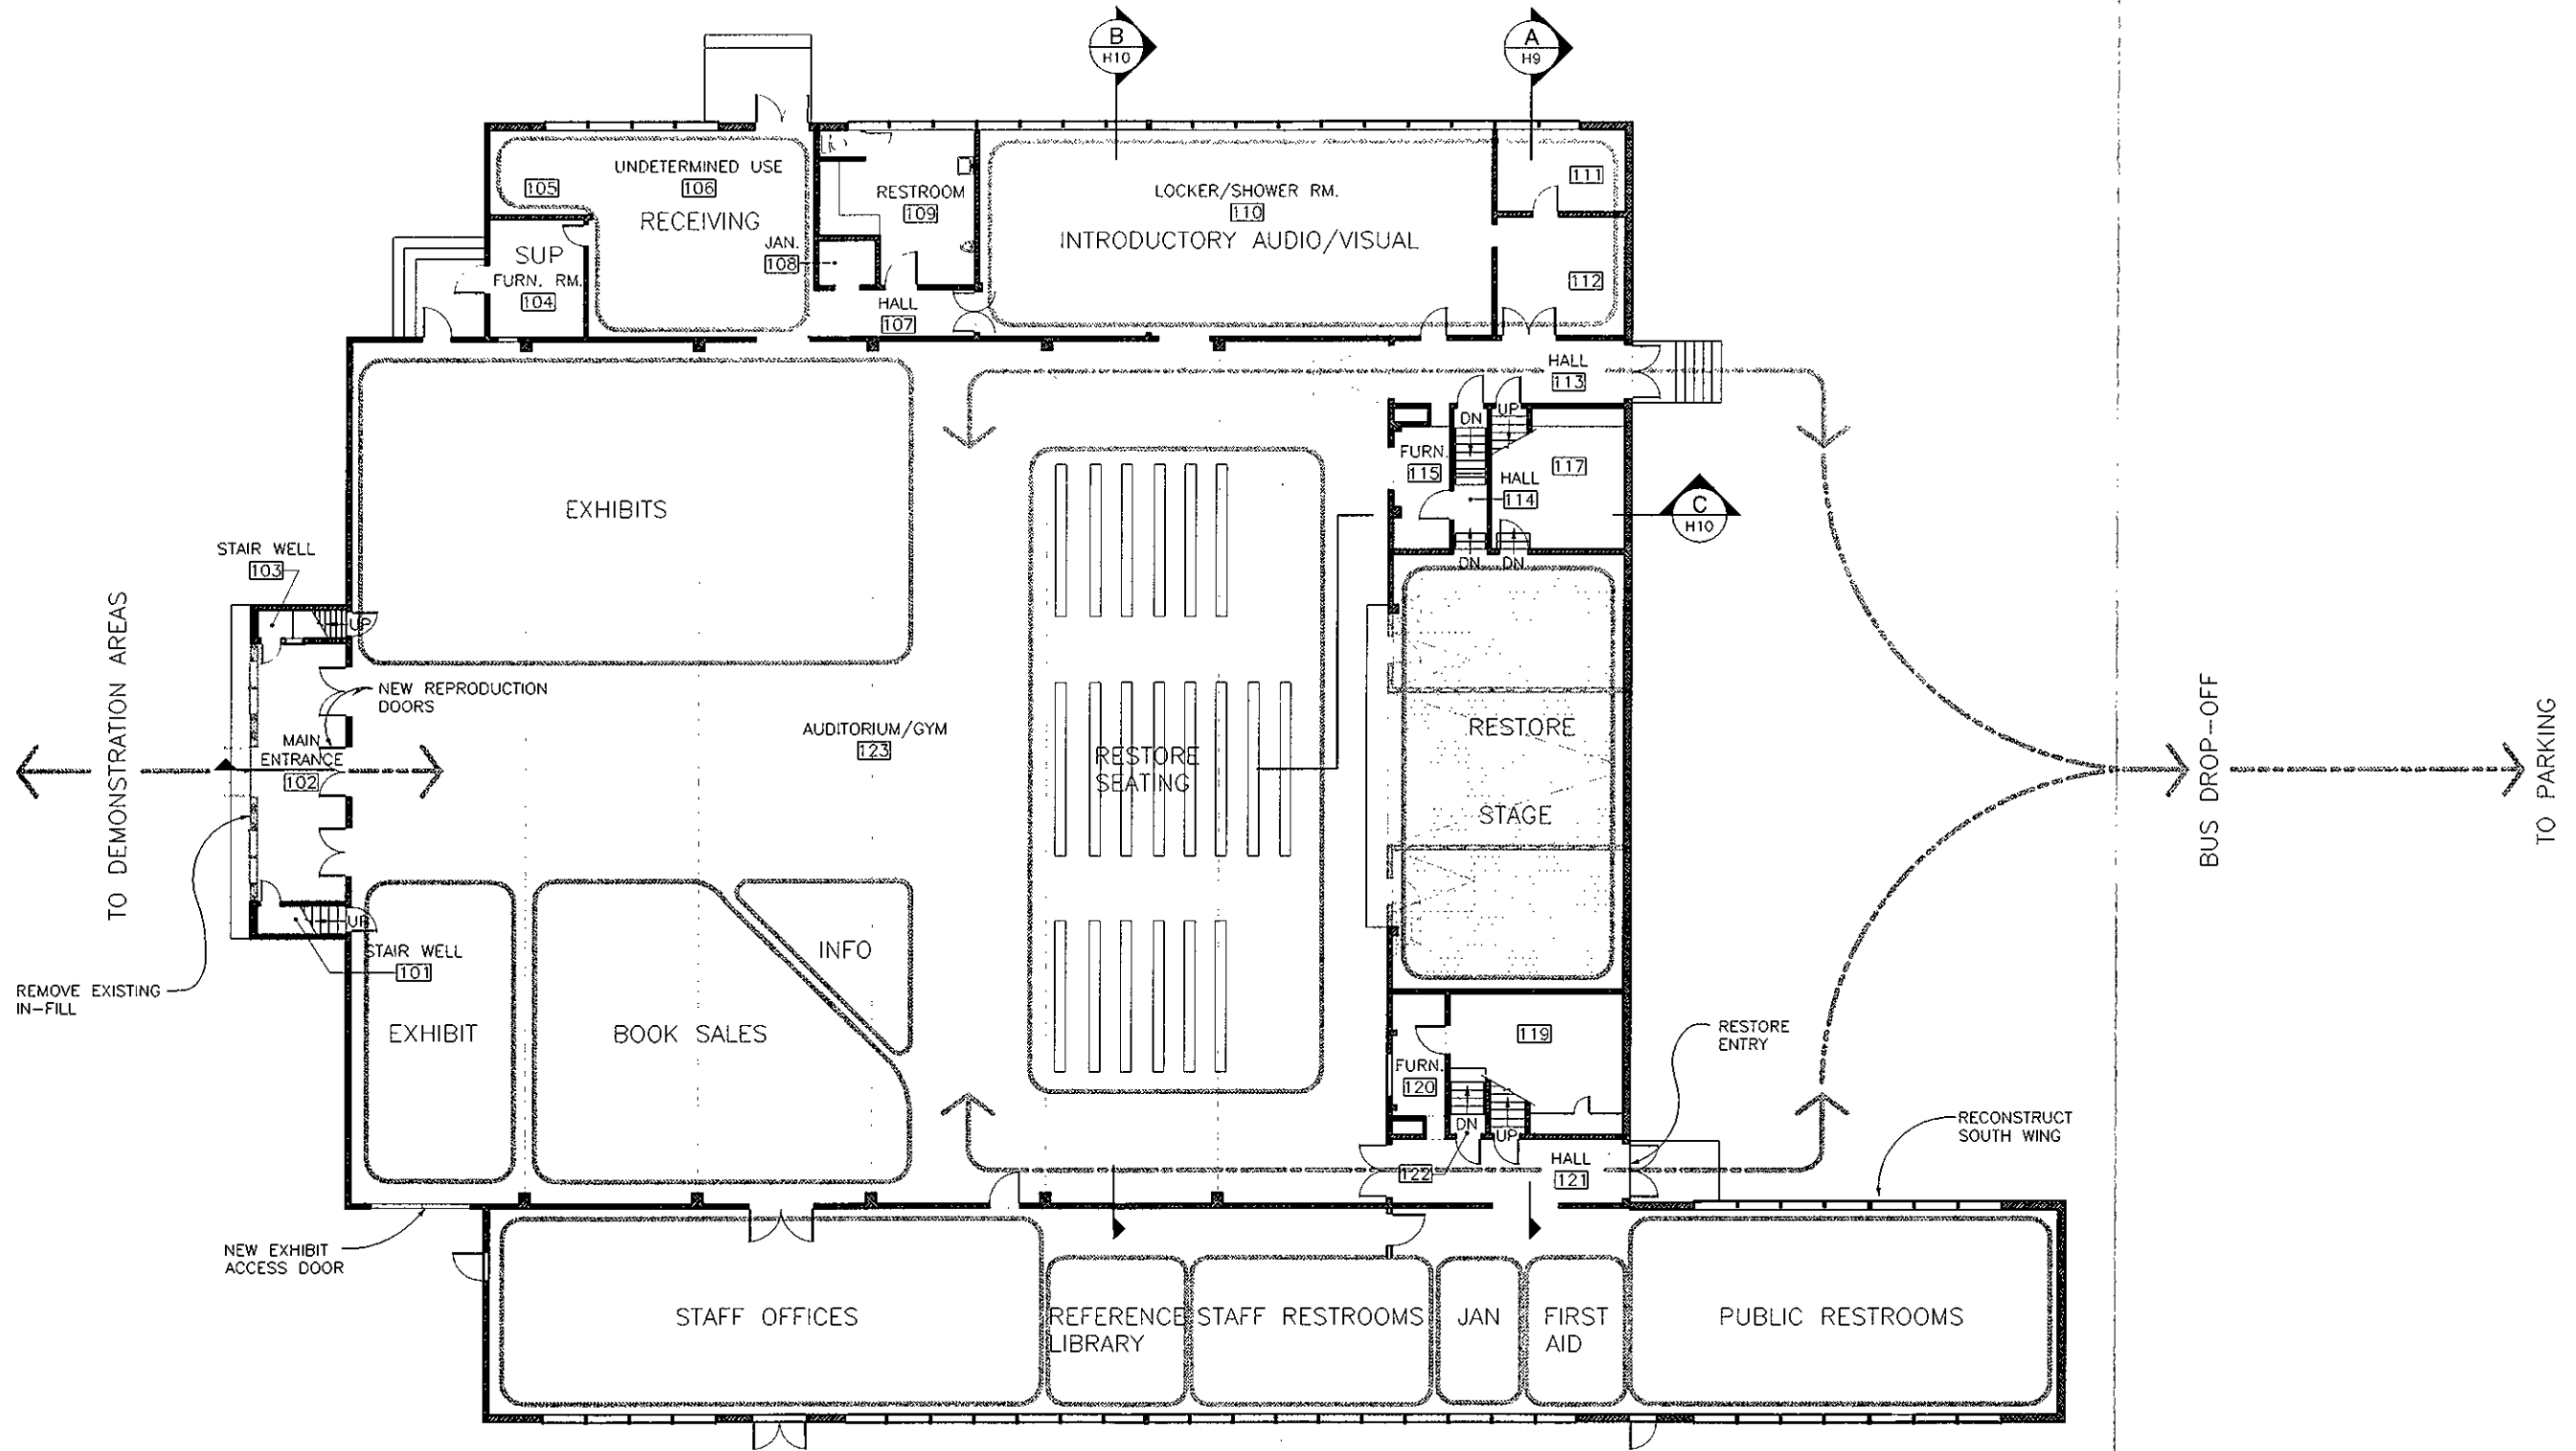 B
H10
A
H9
UNDETERMINED USE
105
106
RECEIVING
RESTROOM
109
LOCKER/SHOWER RM.
110
INTRODUCTORY AUDIO/VISUAL
111
SUP
FURN. RM.
104
JAN.
108
112
HALL
107
HALL
113
DN
UP
FURN.
115
117
HALL
114
C
H10
DN
DN
EXHIBITS
STAIR WELL
103
UP
TO DEMONSTRATION AREAS
NEW REPRODUCTION
DOORS
MAIN
ENTRANCE
102
AUDITORIUM/GYM
123
RESTORE
SEATING
RESTORE
STAGE
BUS DROP-OFF
TO PARKING
UP
STAIR WELL
101
REMOVE EXISTING
IN-FILL
INFO
EXHIBIT
BOOK SALES
119
RESTORE
ENTRY
FURN.
120
DN
UP
RECONSTRUCT
SOUTH WING
HALL
121
122
NEW EXHIBIT
ACCESS DOOR
STAFF OFFICES
REFERENCE
LIBRARY
STAFF RESTROOMS
JAN
FIRST
AID
PUBLIC RESTROOMS